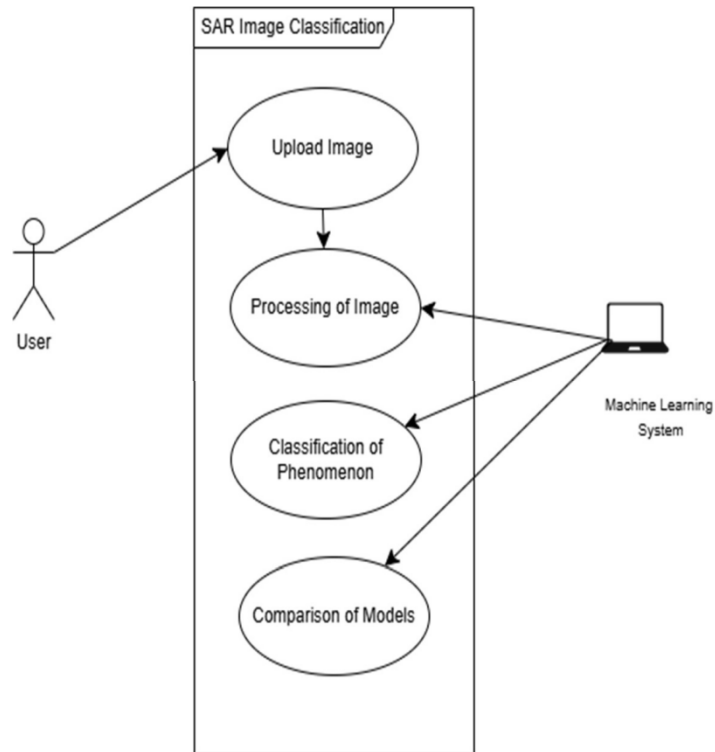 SAR Image Classification
Upload Image
Processing of Image
User
Machine Learning
System
Classification of
Phenomenon
Comparison of Models